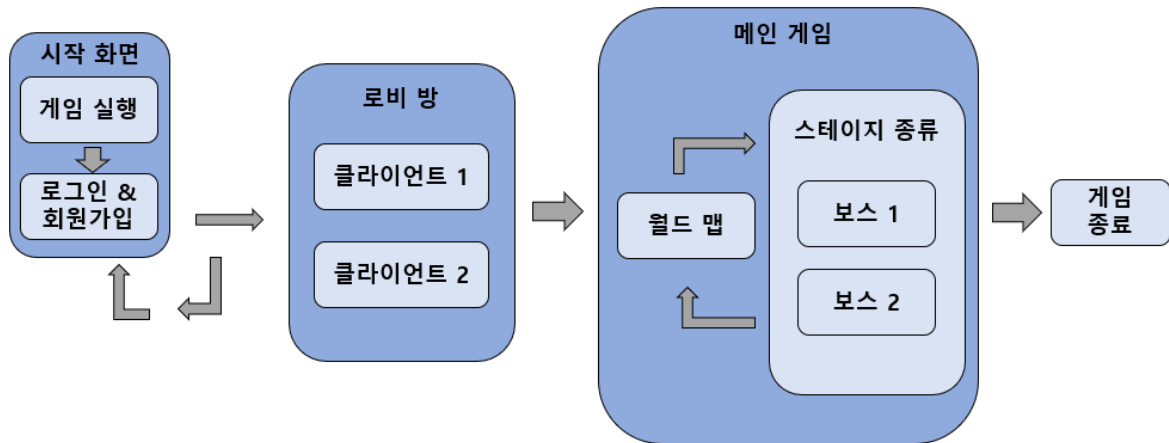 시작 화면
게임 실행
로그인 &
회원가입
로비 방
클라이언트 1
클라이언트 2
메인 게임
월드 맵
스테이지 종류
보스 1
보스 2
게임
종료